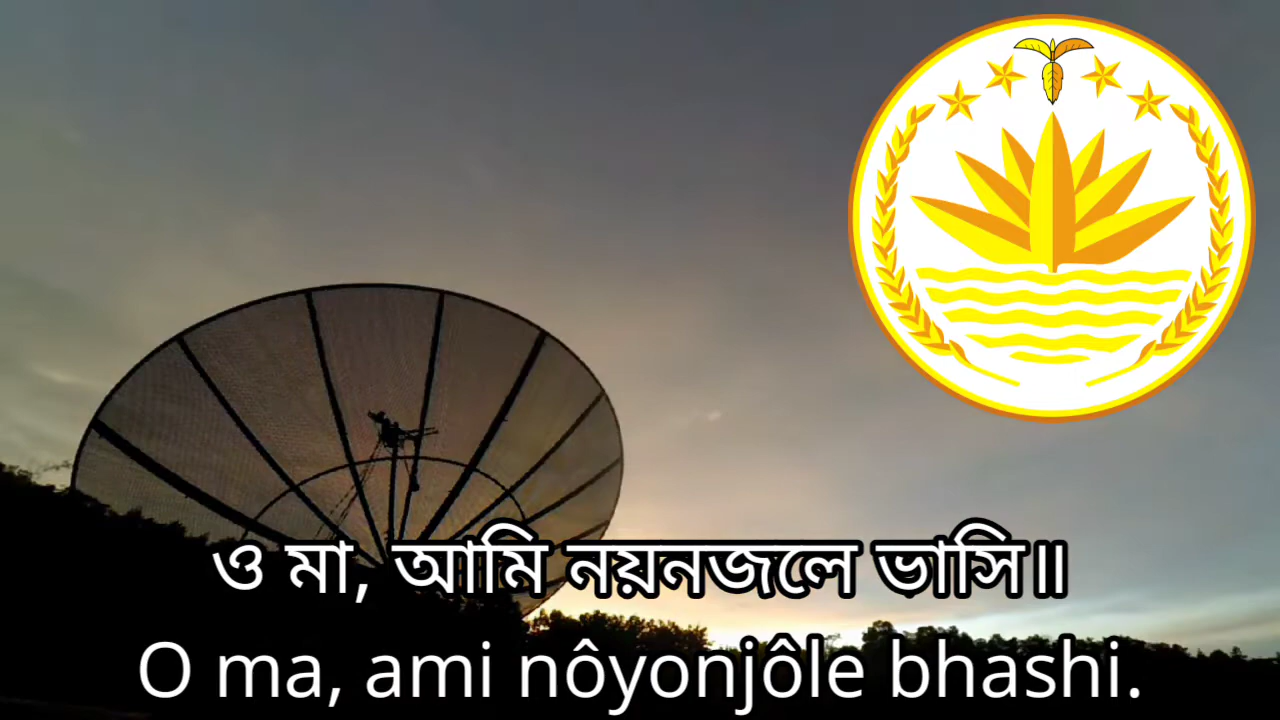 ও মা, আমি নয়নজলে ভাসি॥
O ma, ami nôyonjôle bhashi.